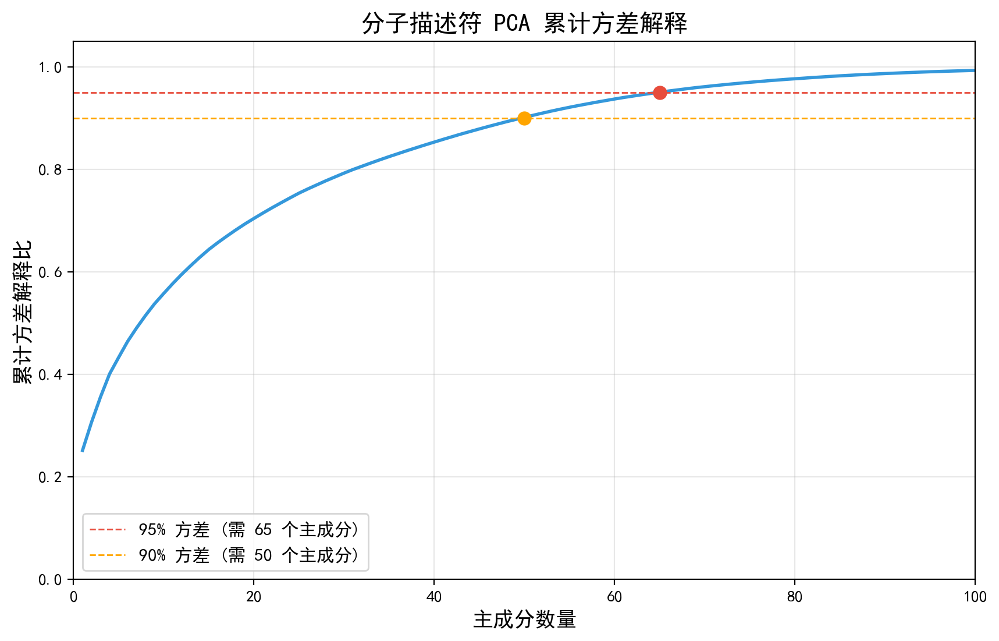 分子描述符 PCA 累计方差解释
累计方差解释比
1.0
0.8
0.6
0.4
0.2
0.0
95% 方差 (需 65 个主成分)
90% 方差 (需 50 个主成分)
0 20 40 60 80 100
主成分数量